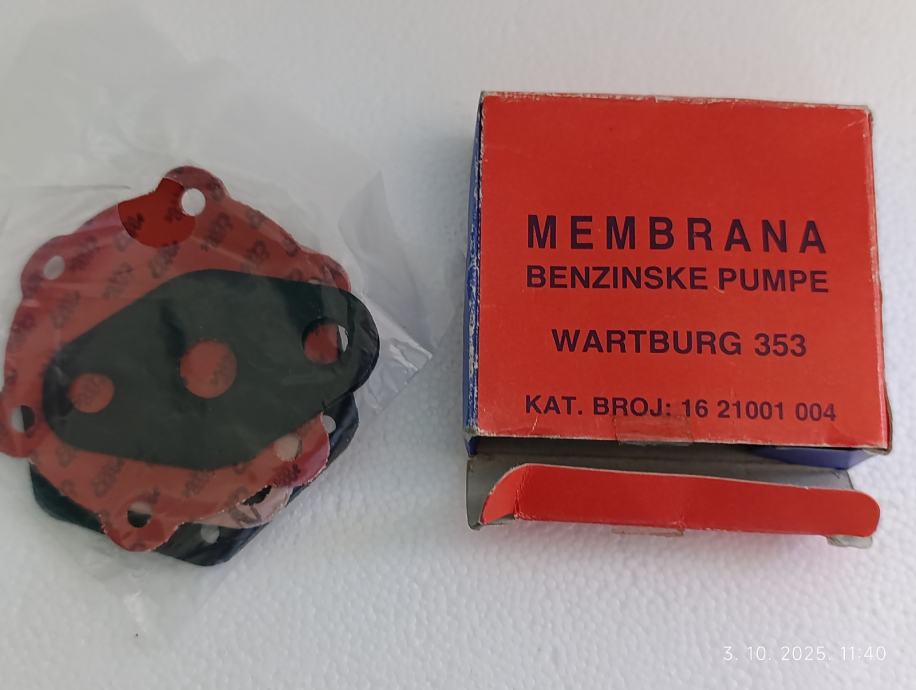 MEMBRANA
BENZINSKE PUMPE
WARTBURG 353
KAT. BROJ: 16 21001 004
3. 10. 2025. 11:40